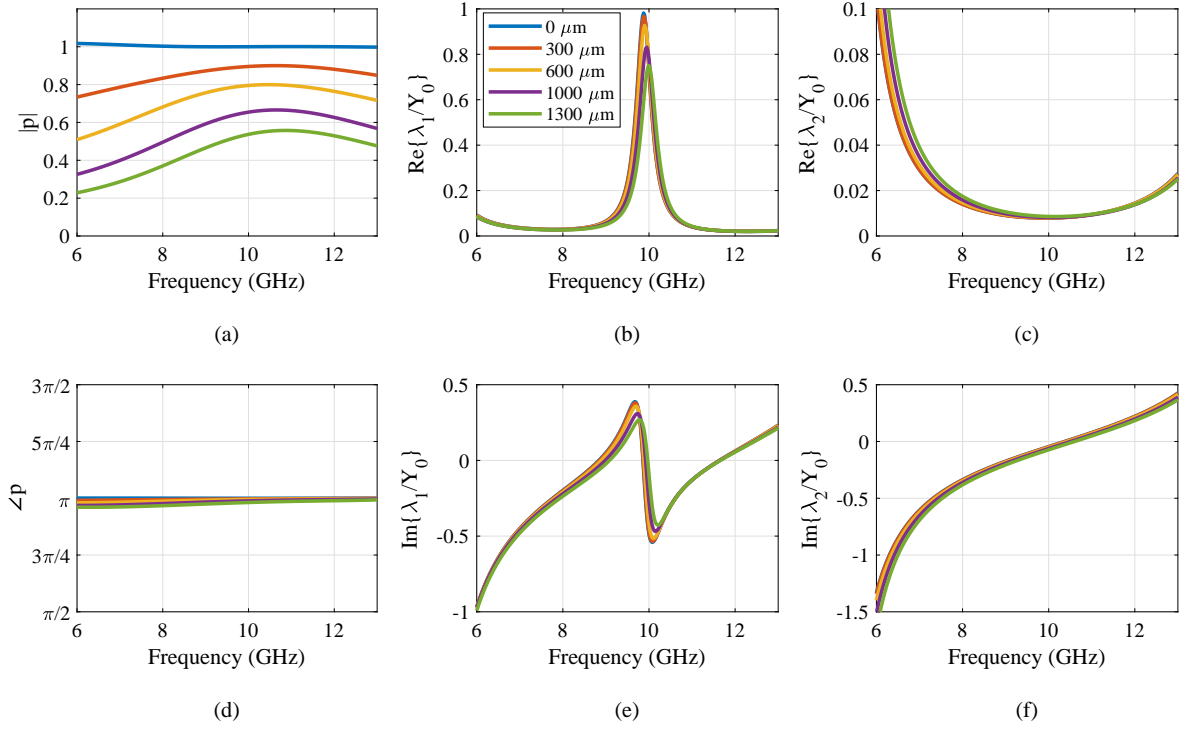 1
0.8
0.6
0.4
0.2
0
|p|
6
8
10
12
Frequency (GHz)
(a)
1
0.8
0.6
0.4
0.2
0
Re{λ1/Y0}
0 μm
300 μm
600 μm
1000 μm
1300 μm
6
8
10
12
Frequency (GHz)
(b)
0.1
0.08
0.06
0.04
0.02
0
Re{λ2/Y0}
6
8
10
12
Frequency (GHz)
(c)
3π/2
5π/4
π
3π/4
π/2
∠p
6
8
10
12
Frequency (GHz)
(d)
0.5
0
-0.5
-1
Im{λ1/Y0}
6
8
10
12
Frequency (GHz)
(e)
0.5
0
-0.5
-1
-1.5
Im{λ2/Y0}
6
8
10
12
Frequency (GHz)
(f)